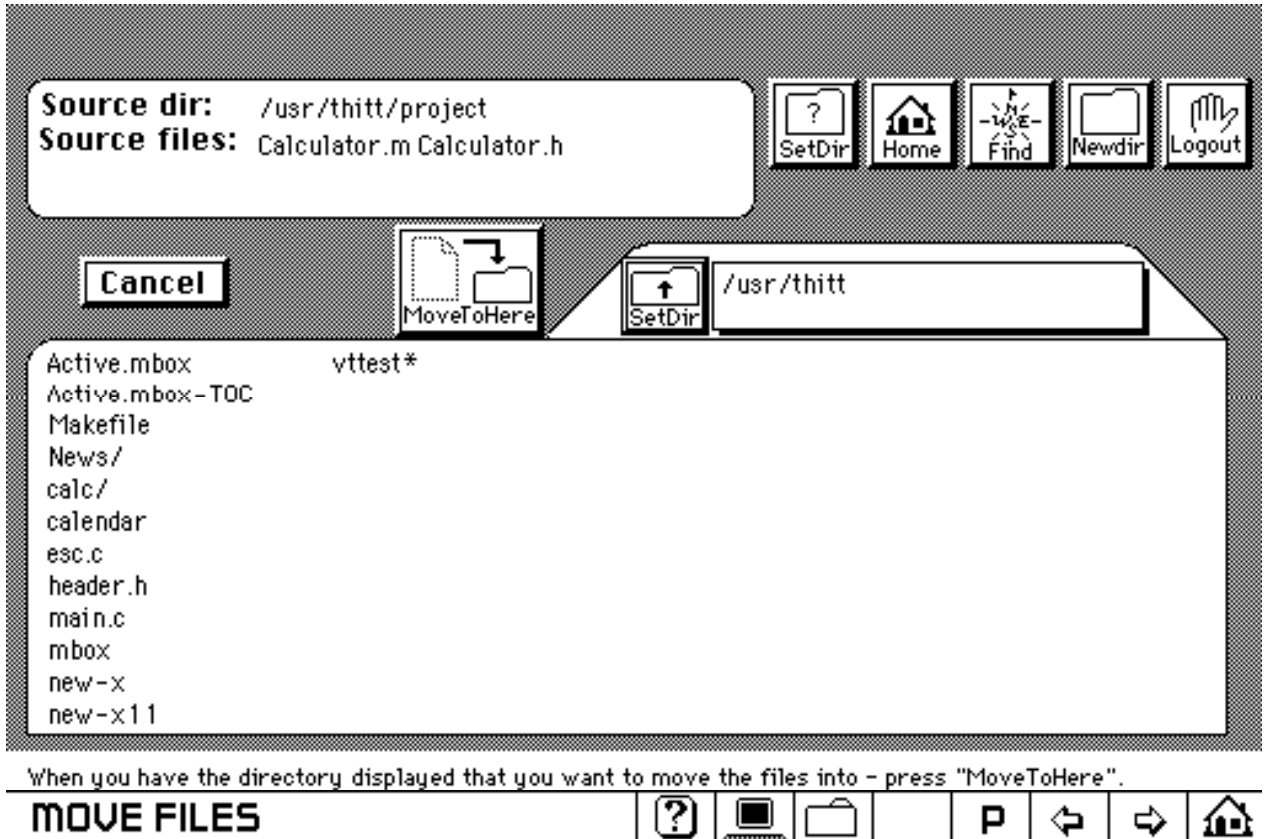 Source dir: /usr/thitt/project
Source files: Calculator.m Calculator.h
? SetDir
Home
N W E S Find
Newdir
Logout
Cancel
MoveToHere
SetDir
/usr/thitt
Active.mbox vttest*
Active.mbox-TOC
Makefile
News/
calc/
calendar
esc.c
header.h
main.c
mbox
new-x
new-x11
When you have the directory displayed that you want to move the files into - press "MoveToHere".
MOVE FILES ? P